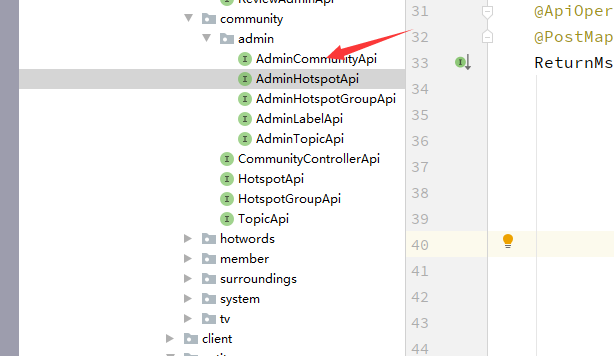 ReviewAdminApi
community
admin
AdminCommunityApi
AdminHotspotApi
AdminHotspotGroupApi
AdminLabelApi
AdminTopicApi
CommunityControllerApi
HotspotApi
HotspotGroupApi
TopicApi
hotwords
member
surroundings
system
tv
client
31 @ApiOper
32 @PostMap
33 ReturnMs
34
35
36
37
38
39
40
41
42
43
44